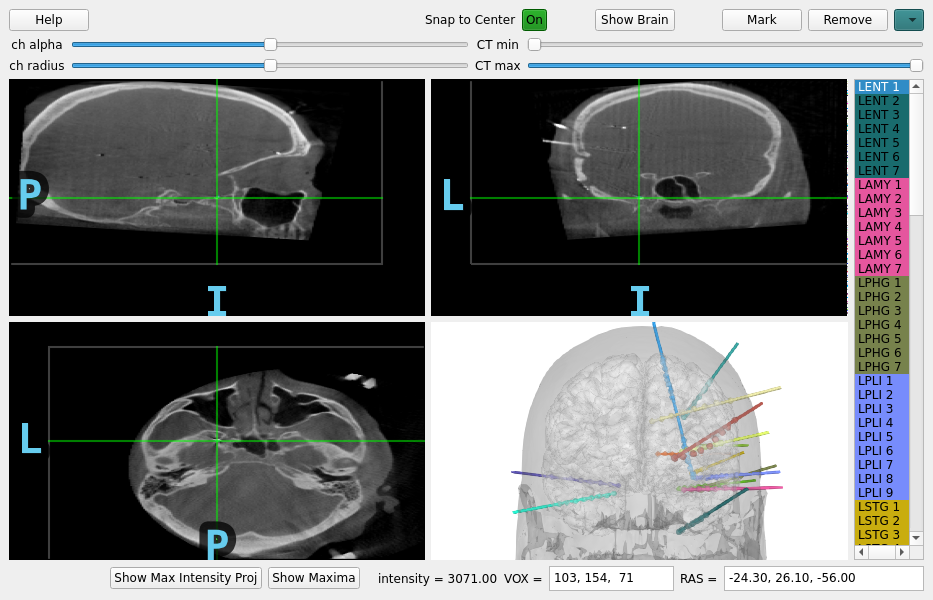 Help
Snap to Center On
Show Brain
Mark
Remove
ch alpha
CT min
ch radius
CT max
P
I
L
I
L
P
LENT 1
LENT 2
LENT 3
LENT 4
LENT 5
LENT 6
LENT 7
LAMY 1
LAMY 2
LAMY 3
LAMY 4
LAMY 5
LAMY 6
LAMY 7
LPHG 1
LPHG 2
LPHG 3
LPHG 4
LPHG 5
LPHG 6
LPHG 7
LPLI 1
LPLI 2
LPLI 3
LPLI 4
LPLI 5
LPLI 6
LPLI 7
LPLI 8
LPLI 9
LSTG 1
LSTG 2
LSTG 3
Show Max Intensity Proj
Show Maxima
intensity = 3071.00
VOX = 103, 154, 71
RAS = -24.30, 26.10, -56.00